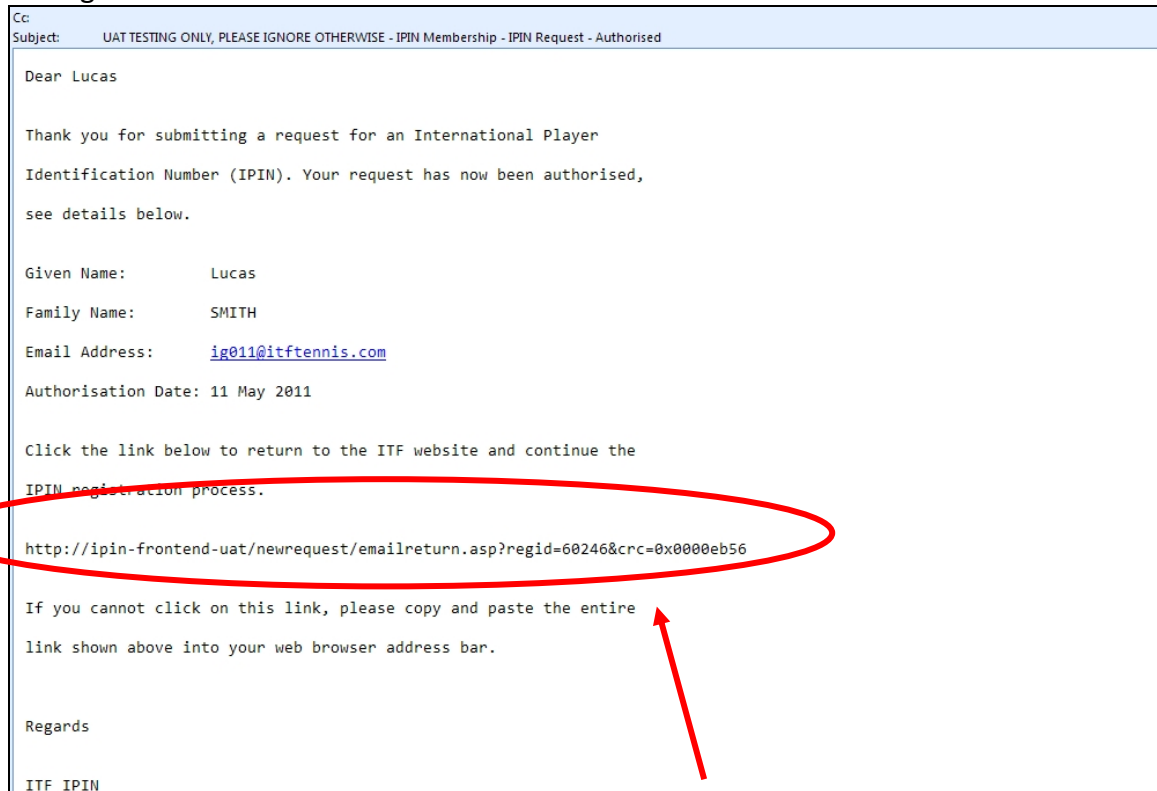 Cc:
Subject: UAT TESTING ONLY, PLEASE IGNORE OTHERWISE - IPIN Membership - IPIN Request - Authorised
Dear Lucas
Thank you for submitting a request for an International Player
Identification Number (IPIN). Your request has now been authorised,
see details below.
Given Name: Lucas
Family Name: SMITH
Email Address: ig011@itftennis.com
Authorisation Date: 11 May 2011
Click the link below to return to the ITF website and continue the
IPIN registration process.
http://ipin-frontend-uat/newrequest/emailreturn.asp?regid=60246&crc=0x0000eb56
If you cannot click on this link, please copy and paste the entire
link shown above into your web browser address bar.
Regards
ITF IPIN